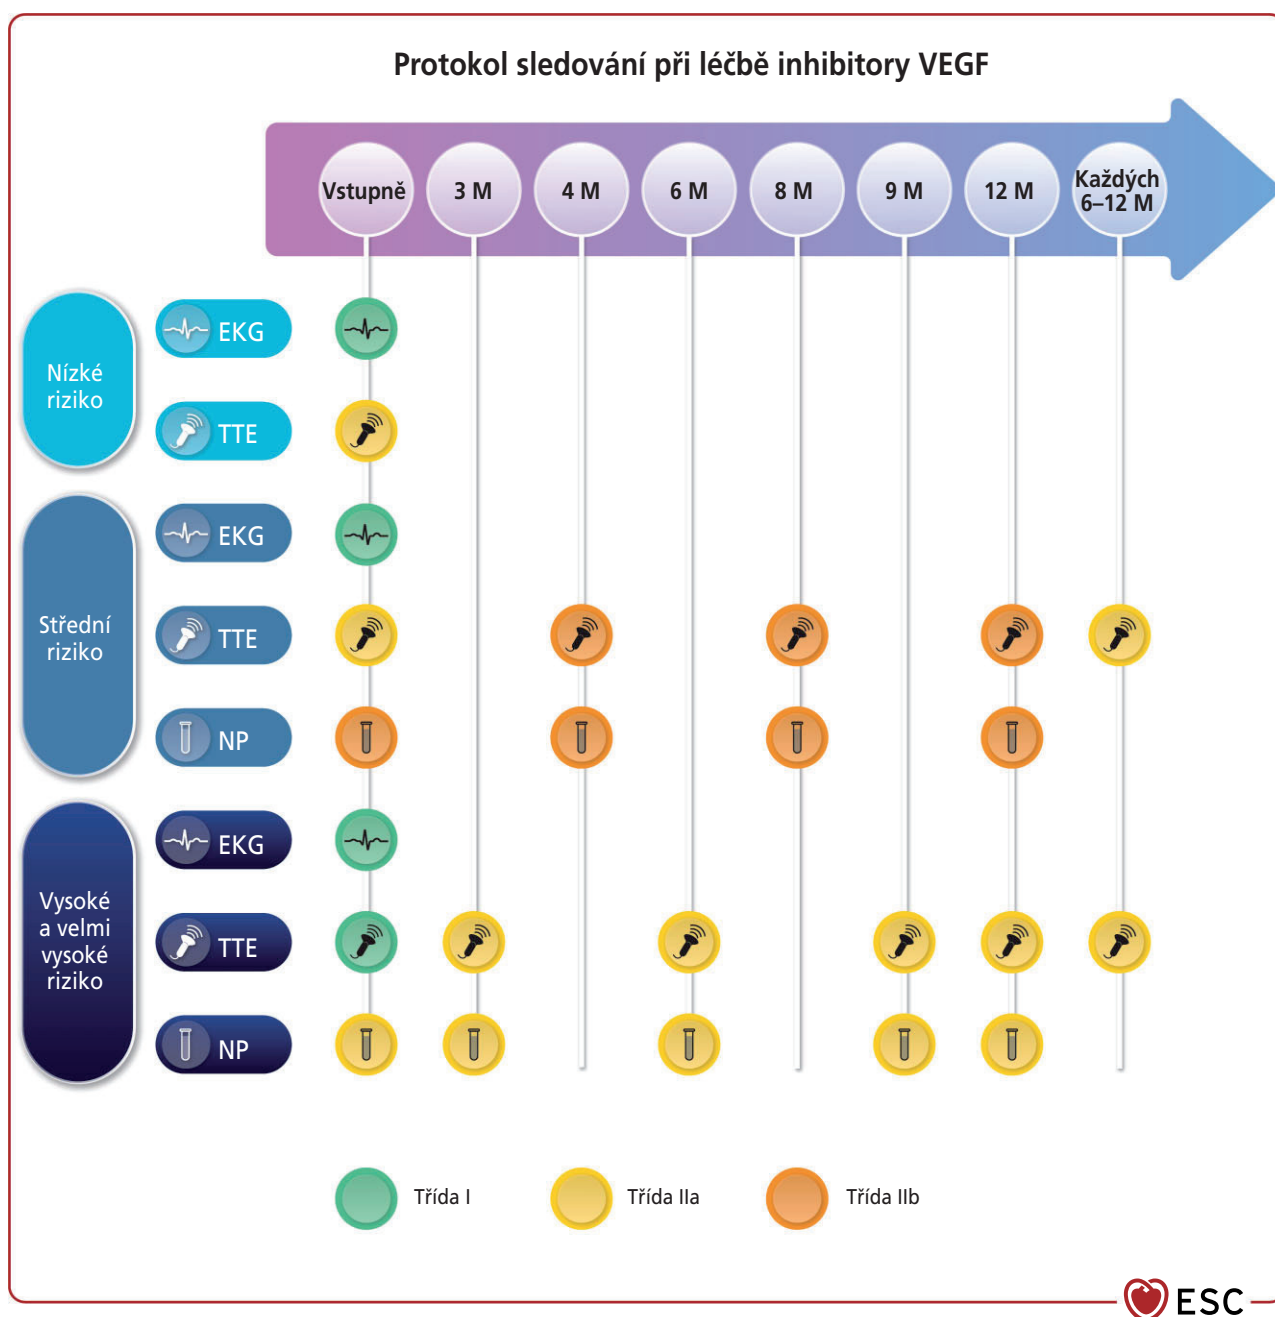 Protokol sledování při léčbě inhibitory VEGF
Vstupně
3 M
4 M
6 M
8 M
9 M
12 M
Každých
6–12 M
Nízké
riziko
EKG
TTE
Střední
riziko
EKG
TTE
NP
Vysoké
a velmi
vysoké
riziko
EKG
TTE
NP
Třída I
Třída IIa
Třída IIb
ESC